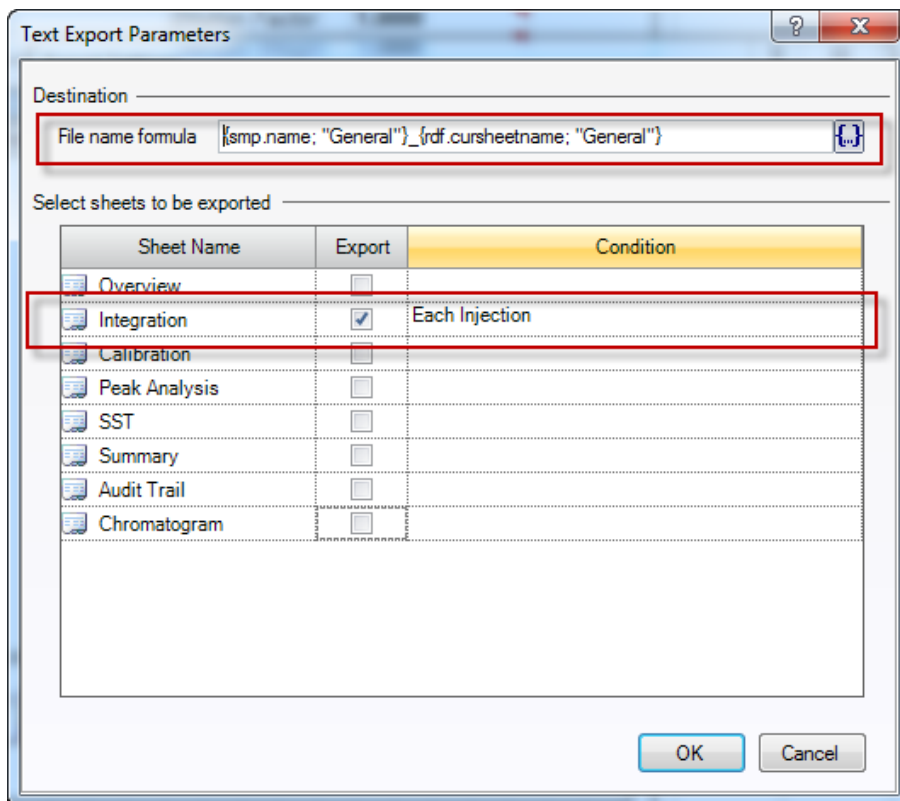 Text Export Parameters
Destination
File name formula {smp.name; "General"}_{rdf.cursheetname; "General"} {...}
Select sheets to be exported
Sheet Name Export Condition
Overview
Integration Each Injection
Calibration
Peak Analysis
SST
Summary
Audit Trail
Chromatogram
OK Cancel